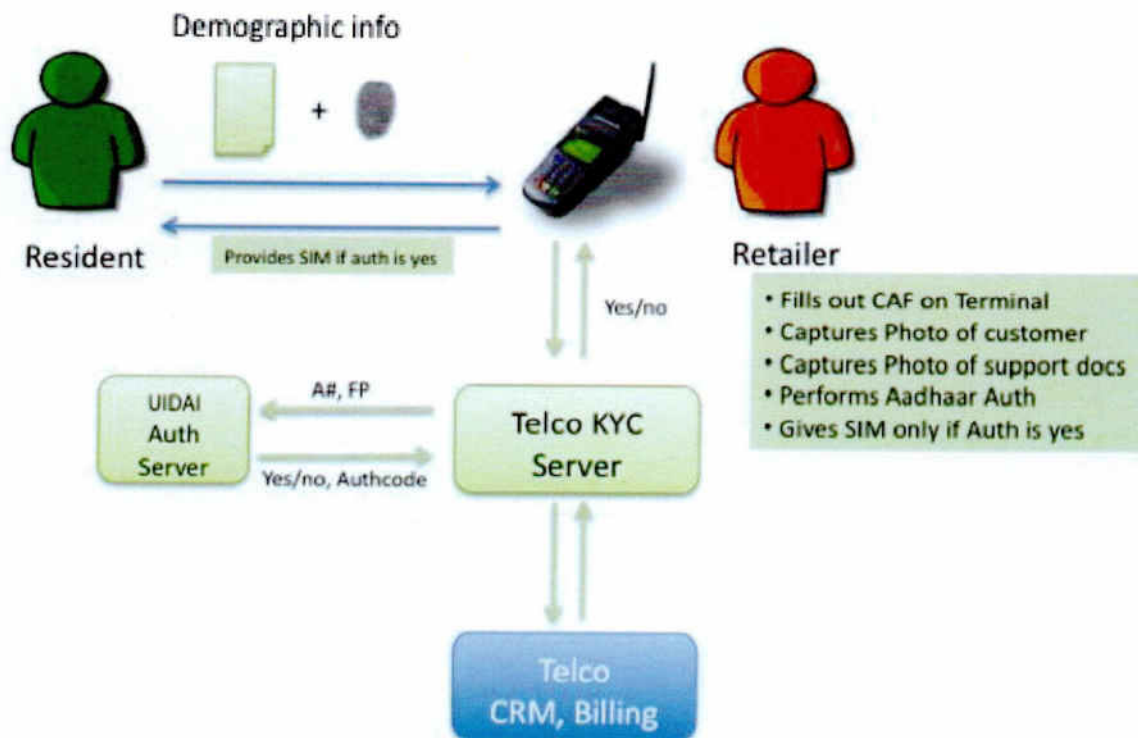 Demographic info
+
Resident
Provides SIM if auth is yes
Retailer
• Fills out CAF on Terminal
• Captures Photo of customer
• Captures Photo of support docs
• Performs Aadhaar Auth
• Gives SIM only if Auth is yes
Yes/no
A#, FP
UIDAI
Auth
Server
Yes/no, Authcode
Telco KYC
Server
Telco
CRM, Billing